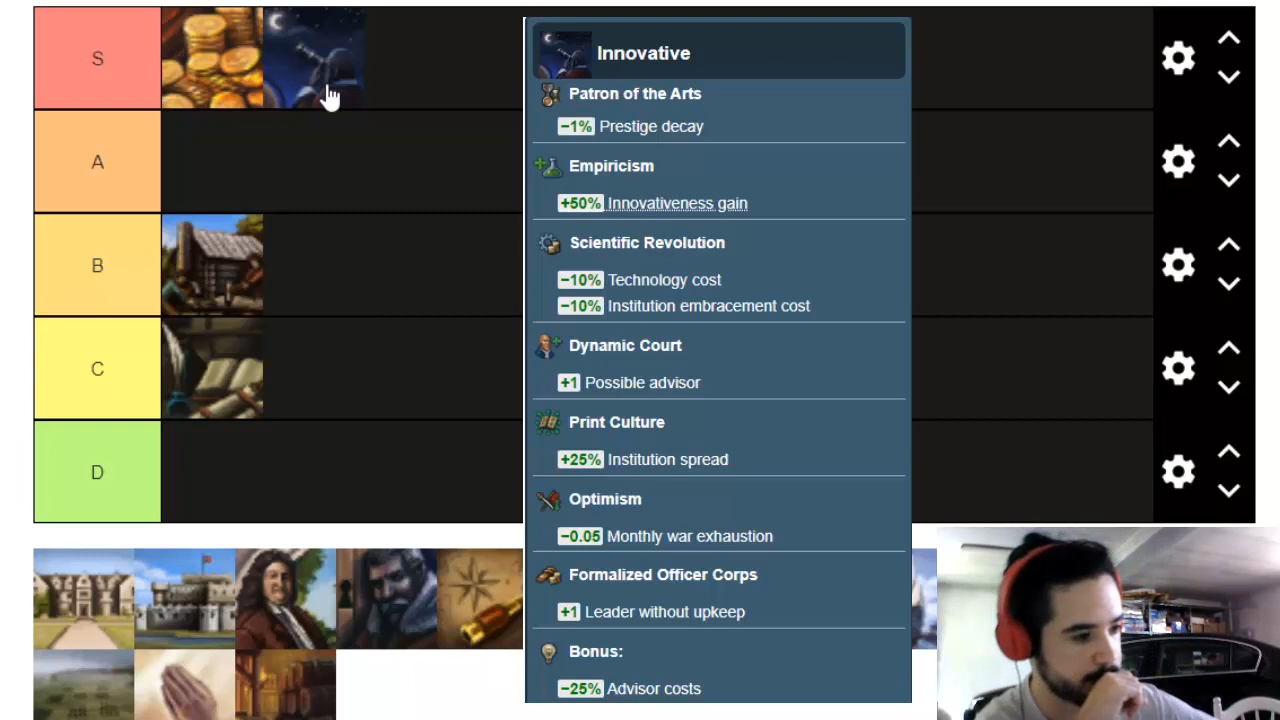 S
A
B
C
D
Innovative
Patron of the Arts
−1% Prestige decay
Empiricism
+50% Innovativeness gain
Scientific Revolution
−10% Technology cost
−10% Institution embracement cost
Dynamic Court
+1 Possible advisor
Print Culture
+25% Institution spread
Optimism
−0.05 Monthly war exhaustion
Formalized Officer Corps
+1 Leader without upkeep
Bonus:
−25% Advisor costs